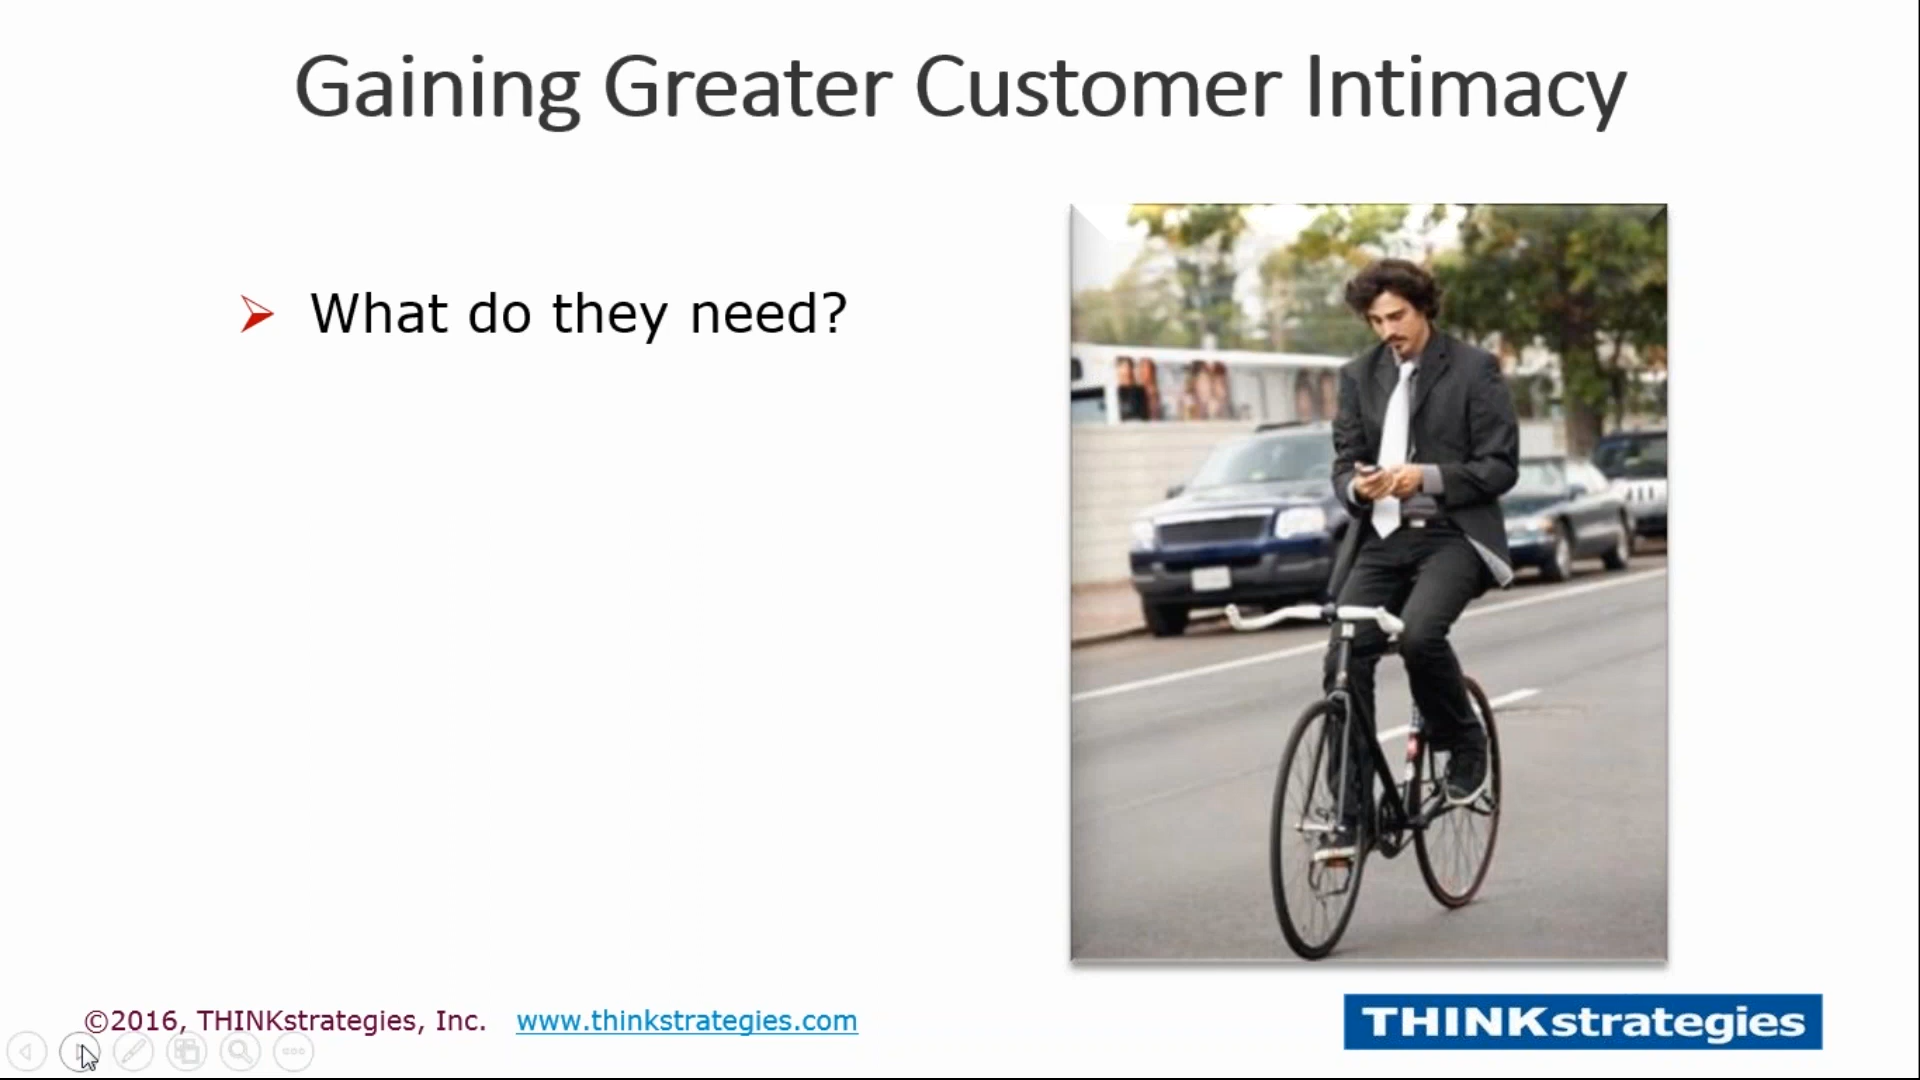 Gaining Greater Customer Intimacy
What do they need?
©2016, THINKstrategies, Inc. www.thinkstrategies.com
THINKstrategies